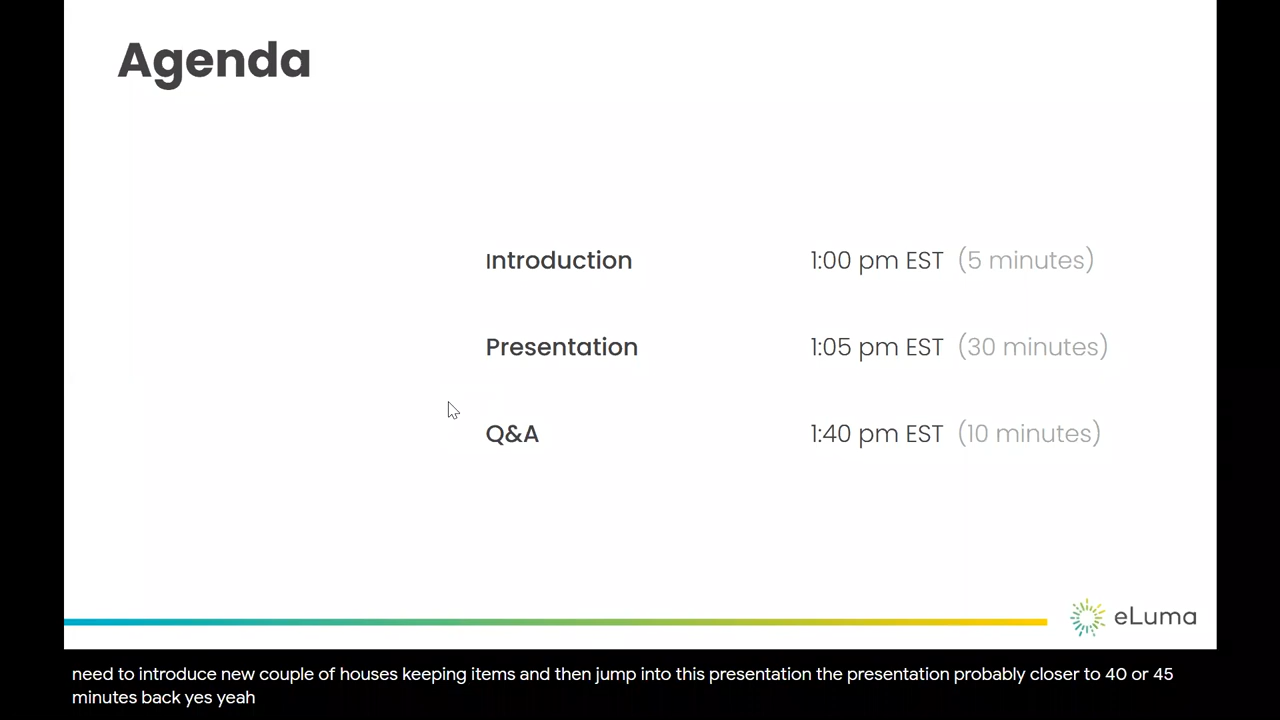 Agenda
Introduction 1:00 pm EST (5 minutes)
Presentation 1:05 pm EST (30 minutes)
Q&A 1:40 pm EST (10 minutes)
eLuma
need to introduce new couple of houses keeping items and then jump into this presentation the presentation probably closer to 40 or 45
minutes back yes yeah